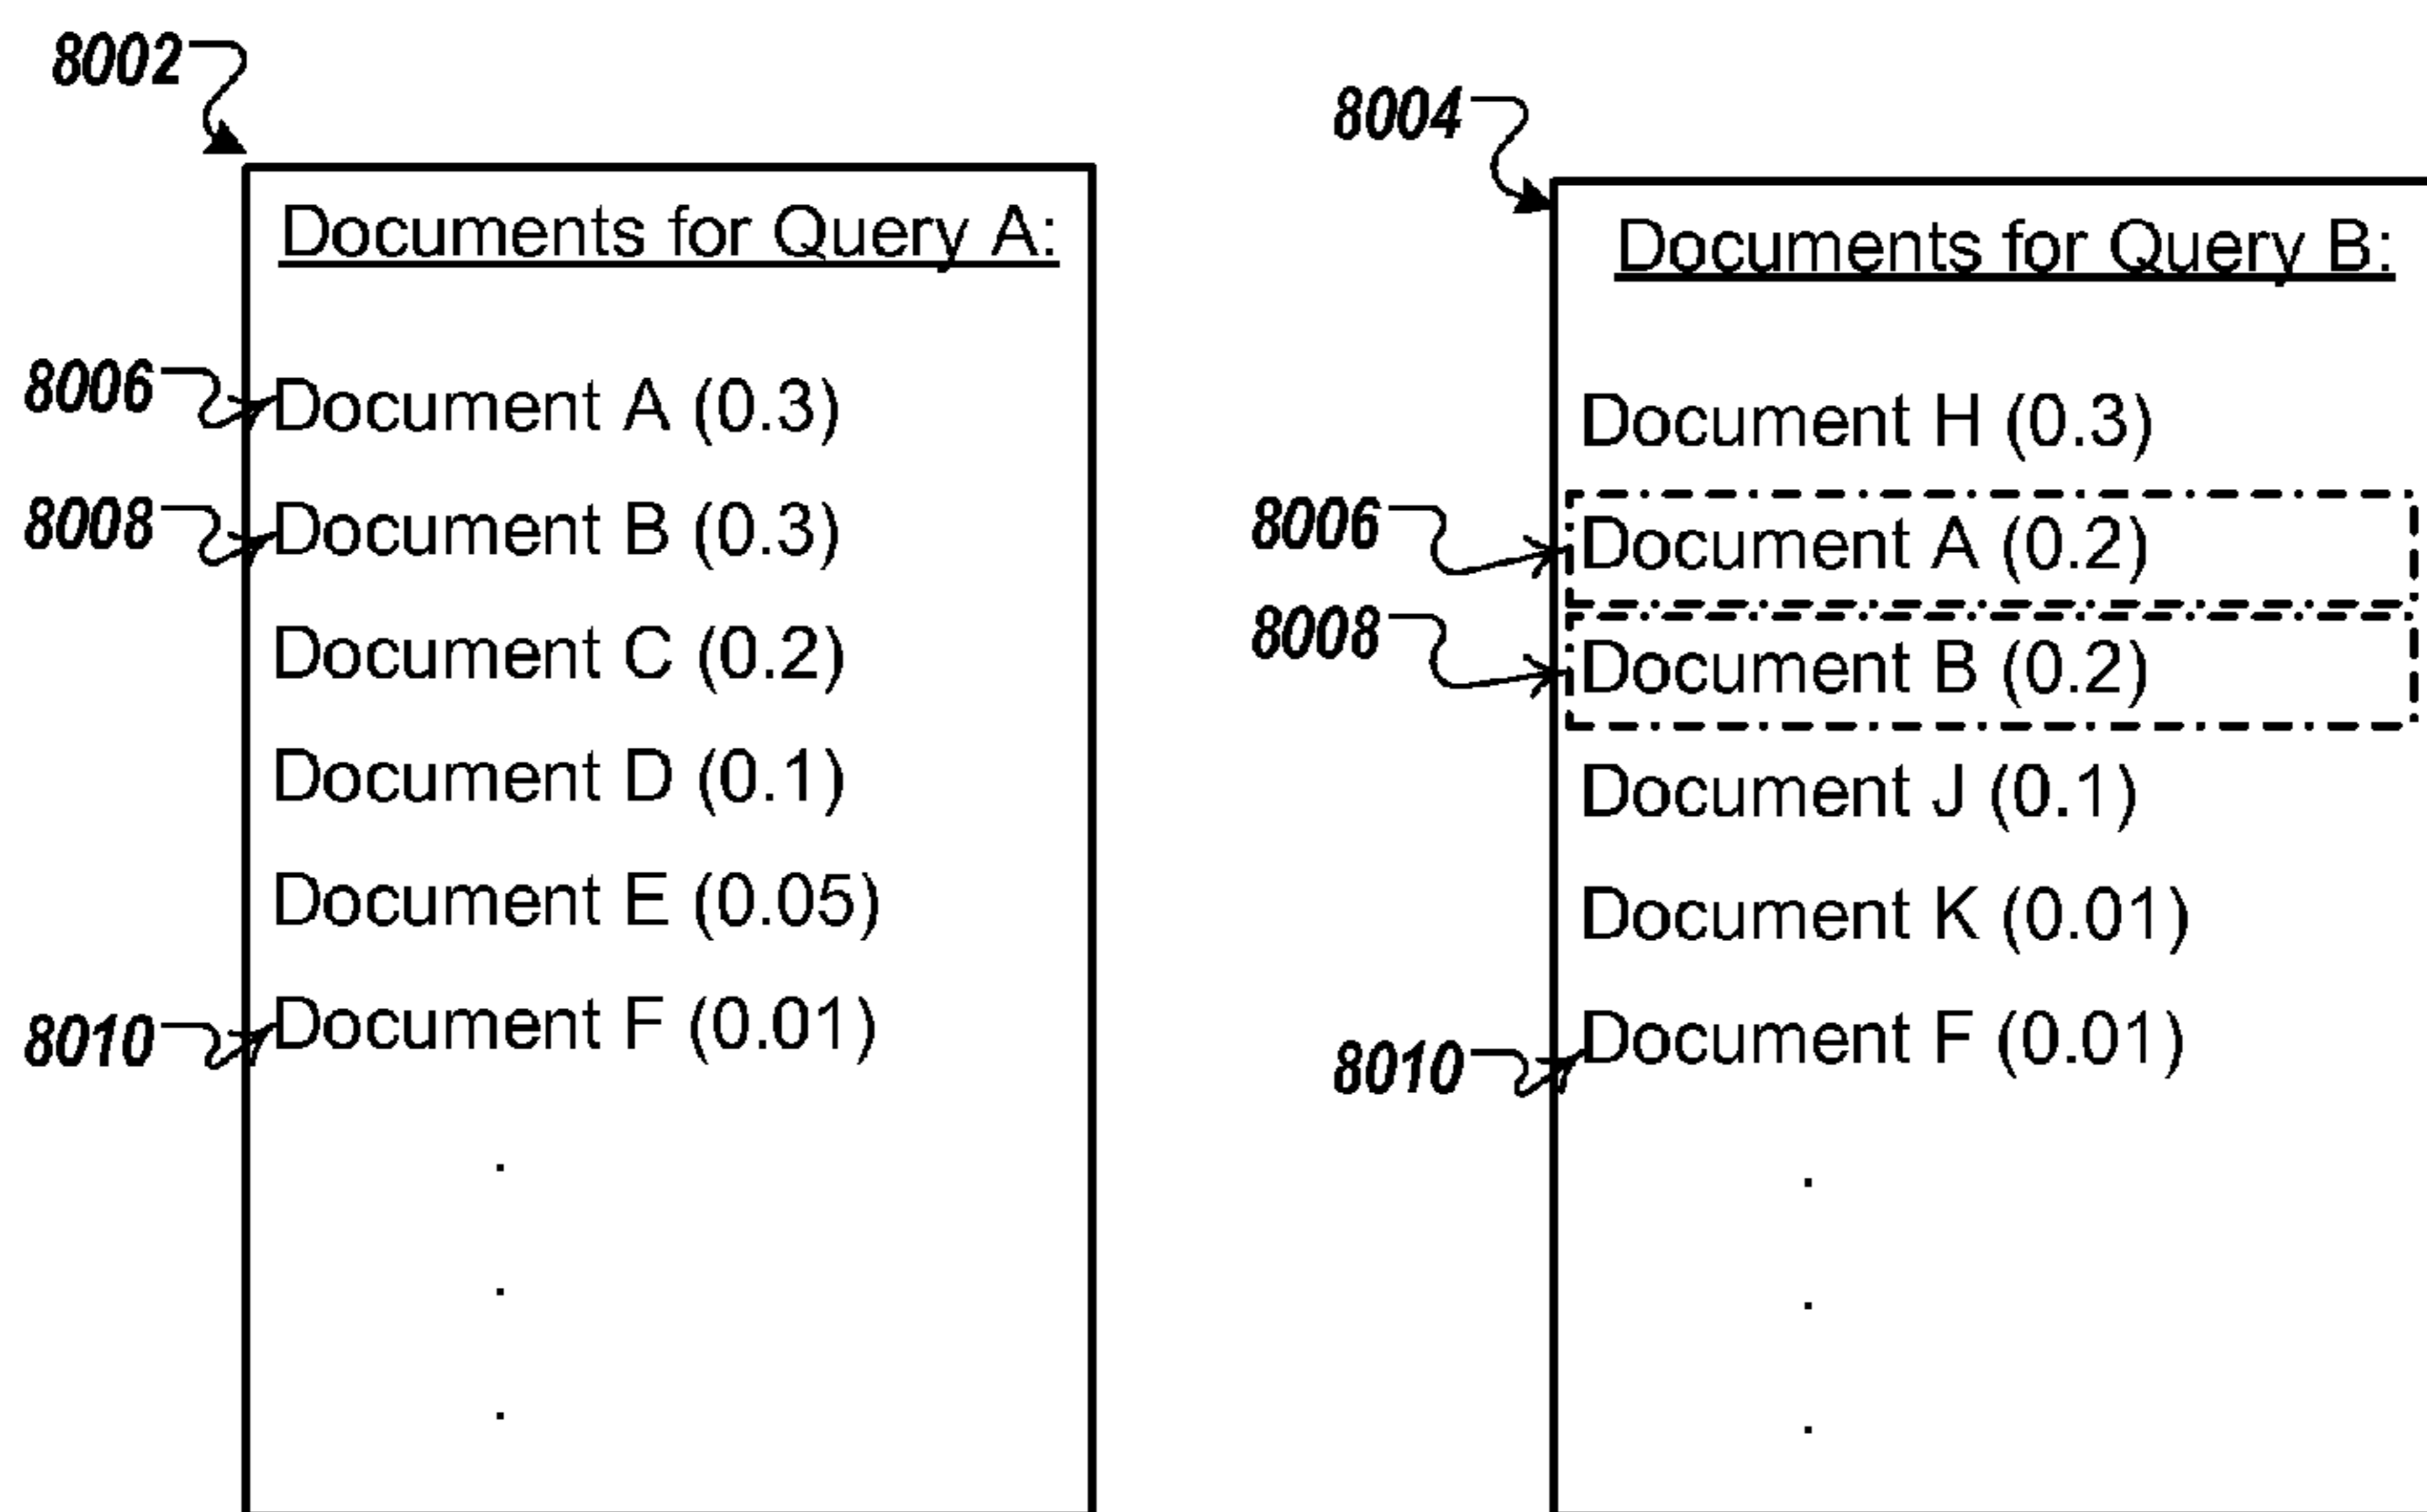 8002
Documents for Query A:
8006
Document A (0.3)
8008
Document B (0.3)
Document C (0.2)
Document D (0.1)
Document E (0.05)
8010
Document F (0.01)
.
.
.
8004
Documents for Query B:
Document H (0.3)
8006
Document A (0.2)
8008
Document B (0.2)
Document J (0.1)
Document K (0.01)
8010
Document F (0.01)
.
.
.